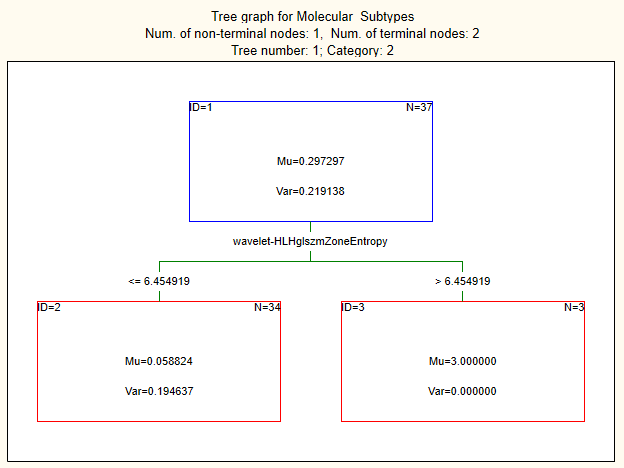 Tree graph for Molecular  Subtypes
Num. of non-terminal nodes: 1,  Num. of terminal nodes: 2
Tree number: 1; Category: 2
ID=1 N=37
Mu=0.297297
Var=0.219138
wavelet-HLHglszmZoneEntropy
<= 6.454919 > 6.454919
ID=2 N=34 ID=3 N=3
Mu=0.058824 Mu=3.000000
Var=0.194637 Var=0.000000